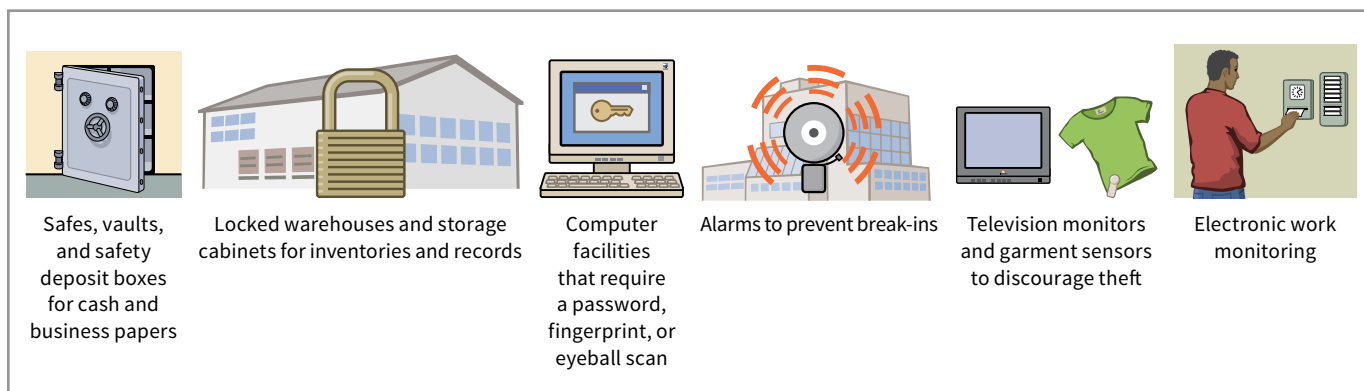 Safes, vaults,
and safety
deposit boxes
for cash and
business papers
Locked warehouses and storage
cabinets for inventories and records
Computer
facilities
that require
a password,
fingerprint, or
eyeball scan
Alarms to prevent break-ins
Television monitors
and garment sensors
to discourage theft
Electronic work
monitoring